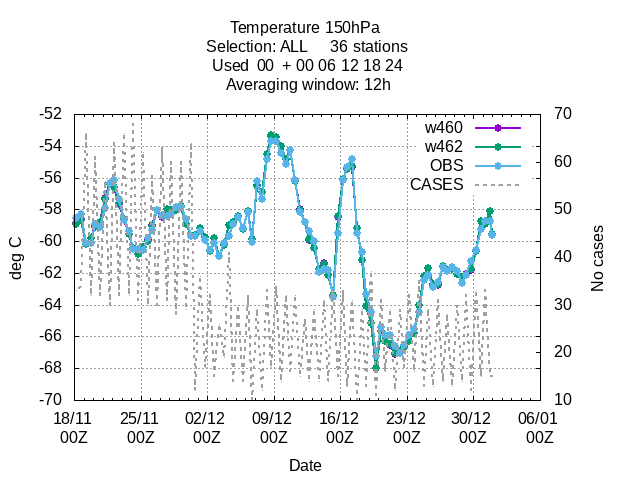 Temperature 150hPa
Selection: ALL 36 stations
Used 00 + 00 06 12 18 24
Averaging window: 12h
-52
-54
-56
-58
-60
-62
-64
-66
-68
-70
70
60
50
40
30
20
10
w460
w462
OBS
CASES
deg C
No cases
18/11 25/11 02/12 09/12 16/12 23/12 30/12 06/01
00Z 00Z 00Z 00Z 00Z 00Z 00Z 00Z
Date